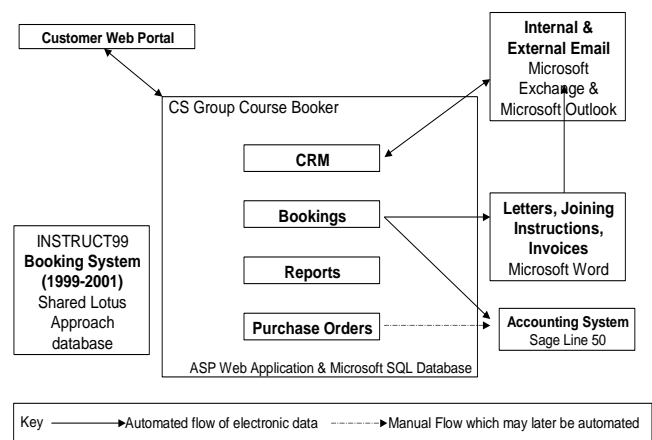 Customer Web Portal
Internal &
External Email
Microsoft
Exchange &
Microsoft Outlook
CS Group Course Booker
CRM
Bookings
Reports
Purchase Orders
ASP Web Application & Microsoft SQL Database
Letters, Joining
Instructions,
Invoices
Microsoft Word
INSTRUCT99
Booking System
(1999-2001)
Shared Lotus
Approach
database
Accounting System
Sage Line 50
Key Automated flow of electronic data Manual Flow which may later be automated